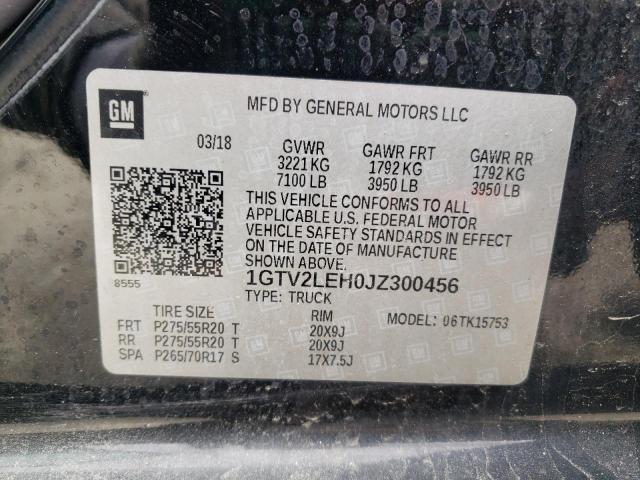 GM
MFD BY GENERAL MOTORS LLC
03/18 GVWR GAWR FRT GAWR RR
3221 KG 1792 KG 1792 KG
7100 LB 3950 LB 3950 LB
THIS VEHICLE CONFORMS TO ALL
APPLICABLE U.S. FEDERAL MOTOR
VEHICLE SAFETY STANDARDS IN EFFECT
ON THE DATE OF MANUFACTURE
SHOWN ABOVE.
8555 1GTV2LEH0JZ300456
TYPE: TRUCK
TIRE SIZE RIM MODEL: 06TK15753
FRT P275/55R20 T 20X9J
RR P275/55R20 T 20X9J
SPA P265/70R17 S 17X7.5J